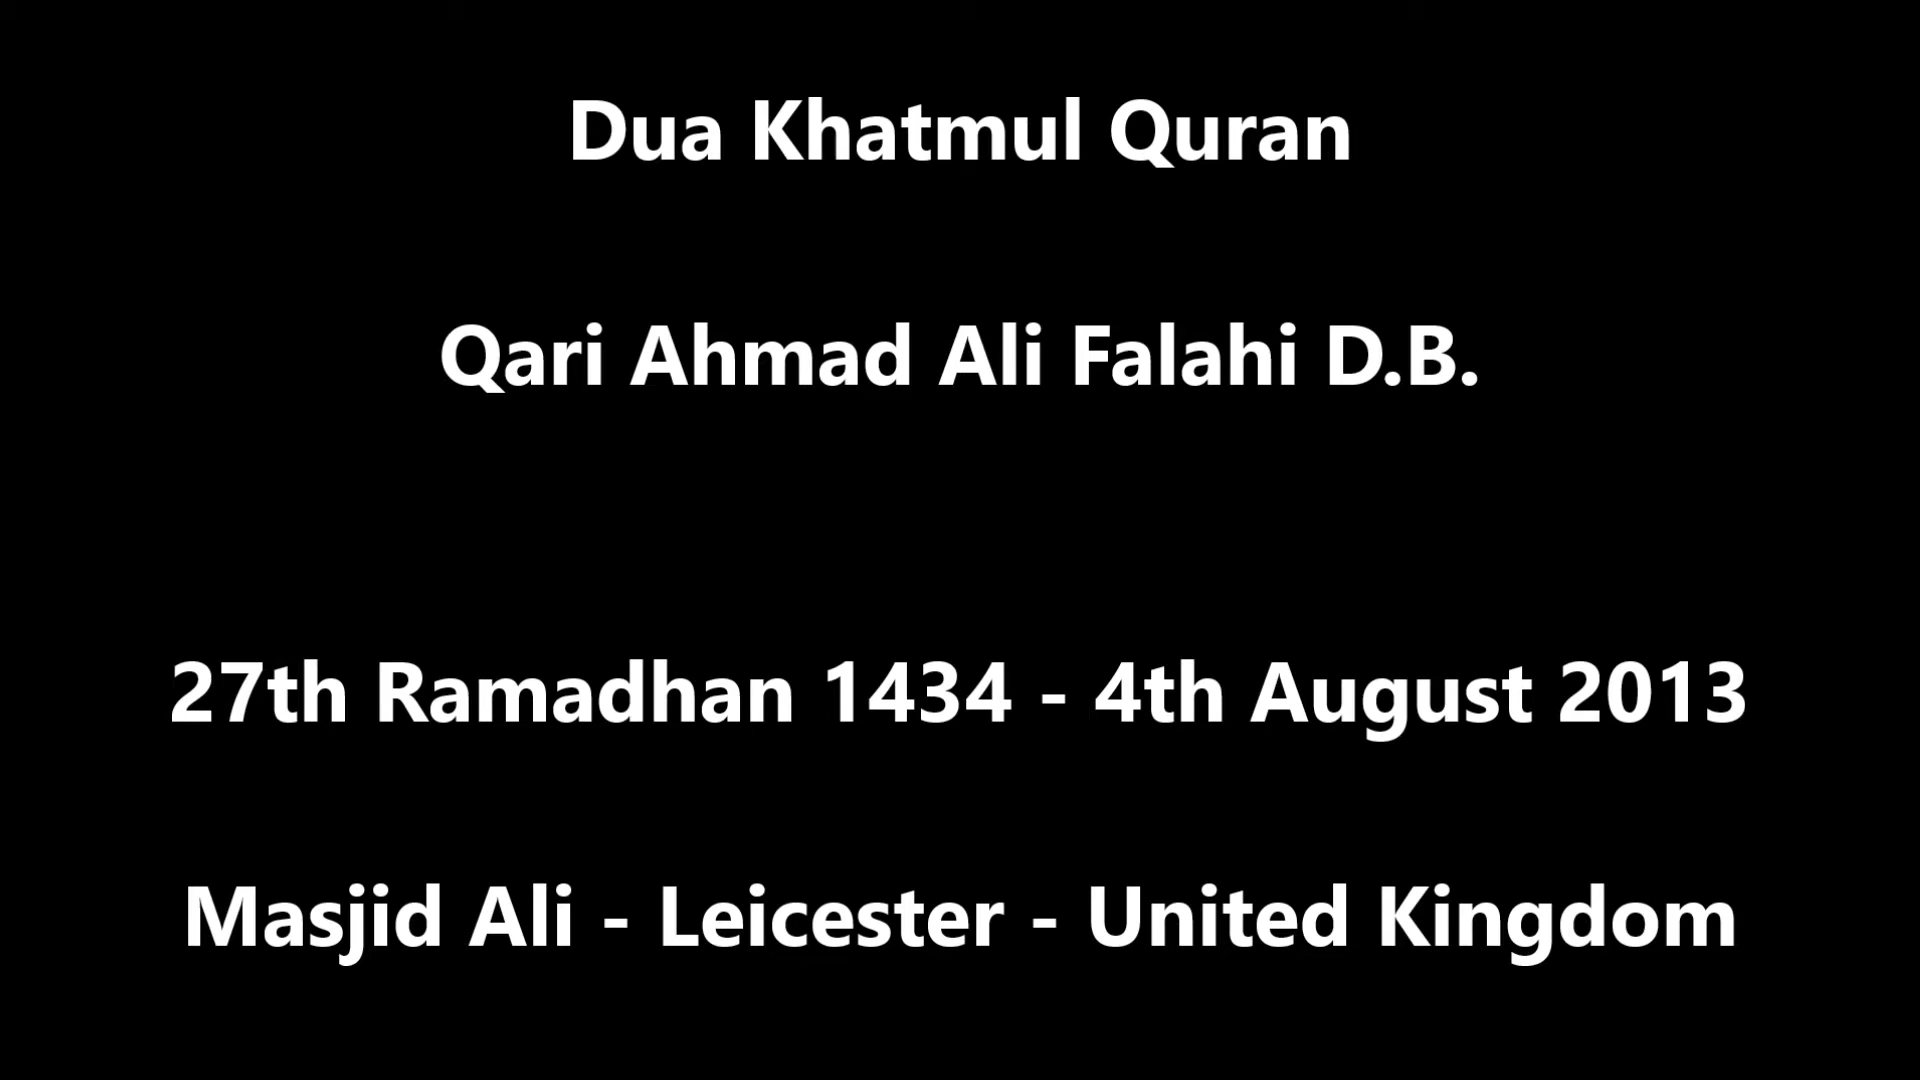 Dua Khatmul Quran
Qari Ahmad Ali Falahi D.B.
27th Ramadhan 1434 - 4th August 2013
Masjid Ali - Leicester - United Kingdom